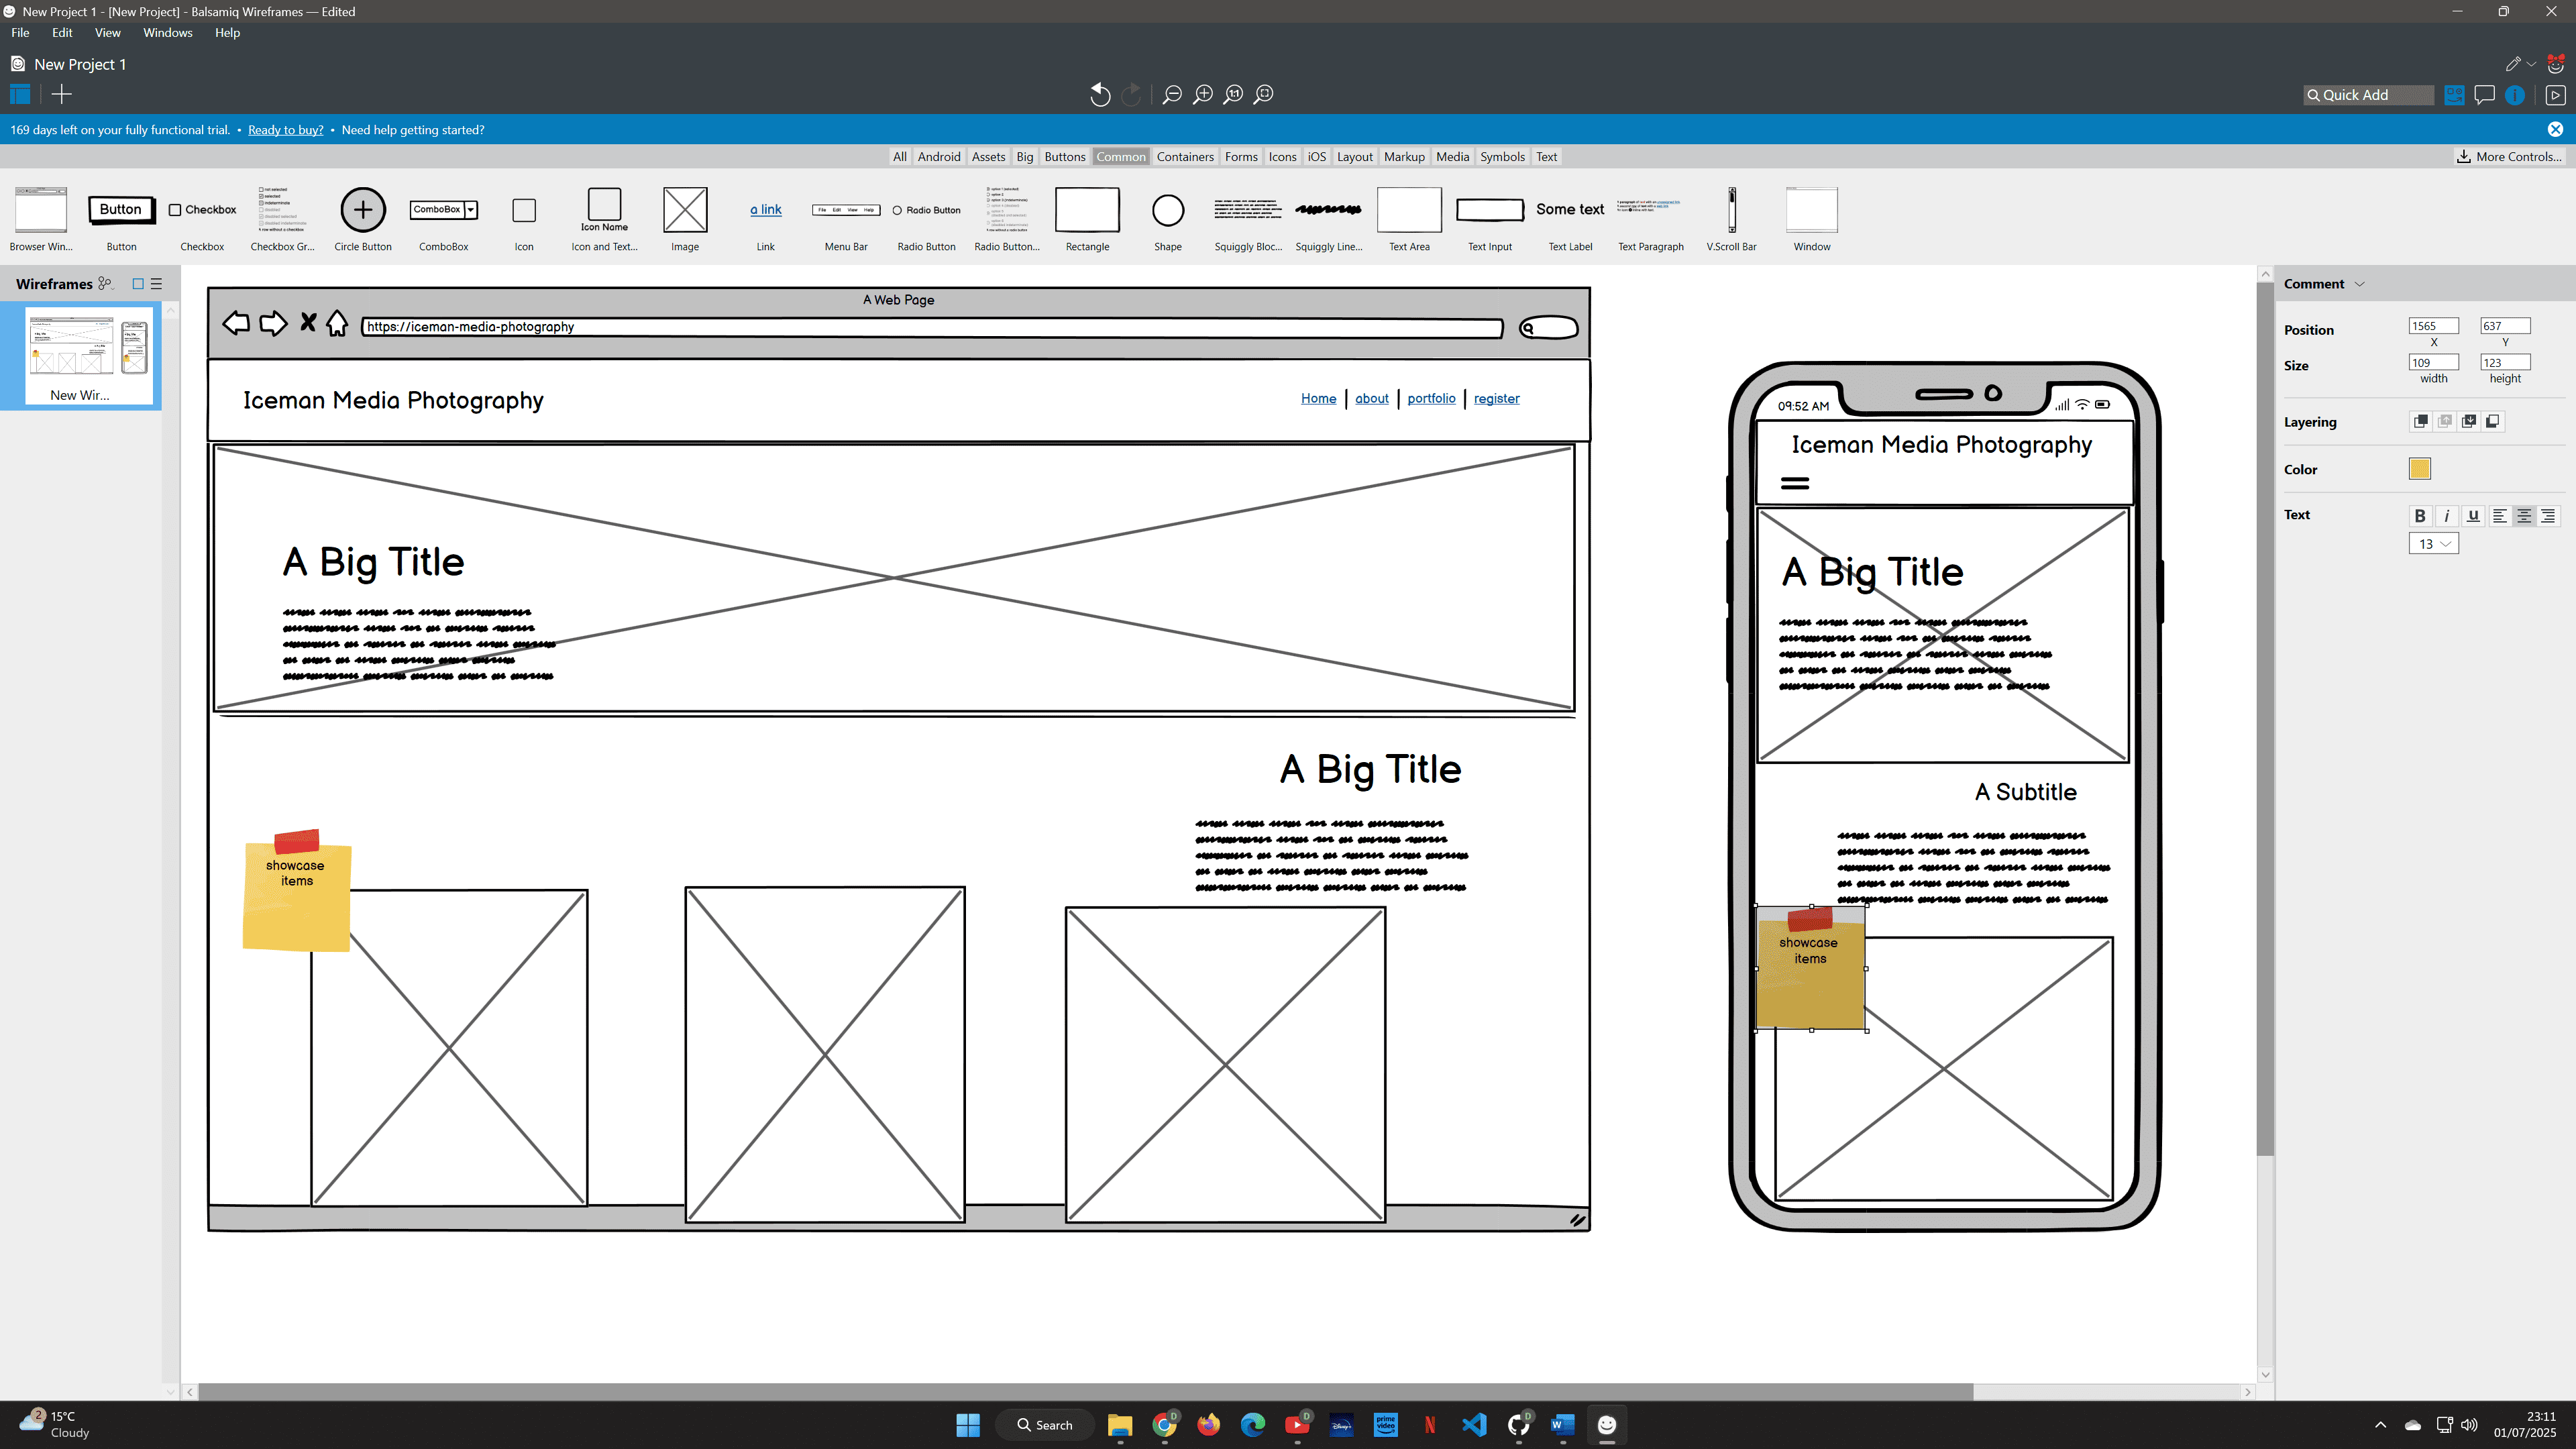 New Project 1 - [New Project] - Balsamiq Wireframes — Edited
File Edit View Windows Help
New Project 1
Quick Add
169 days left on your fully functional trial. • Ready to buy? • Need help getting started?
All Android Assets Big Buttons Common Containers Forms Icons iOS Layout Markup Media Symbols Text
More Controls...
Button
Checkbox
ComboBox
a link
File Edit View Help
Radio Button
Some text
Icon Name
Browser Win...
Button
Checkbox
Checkbox Gr...
Circle Button
ComboBox
Icon
Icon and Text...
Image
Link
Menu Bar
Radio Button
Radio Button...
Rectangle
Shape
Squiggly Bloc...
Squiggly Line...
Text Area
Text Input
Text Label
Text Paragraph
V.Scroll Bar
Window
Wireframes
New Wir...
A Web Page
https://iceman-media-photography
Iceman Media Photography
Home about portfolio register
A Big Title
A Big Title
showcase
items
09:52 AM
Iceman Media Photography
A Big Title
A Subtitle
showcase
items
Comment
Position
1565 637
X Y
Size
109 123
width height
Layering
Color
Text
B i u
13
2
15°C
Cloudy
Search
23:11
01/07/2025